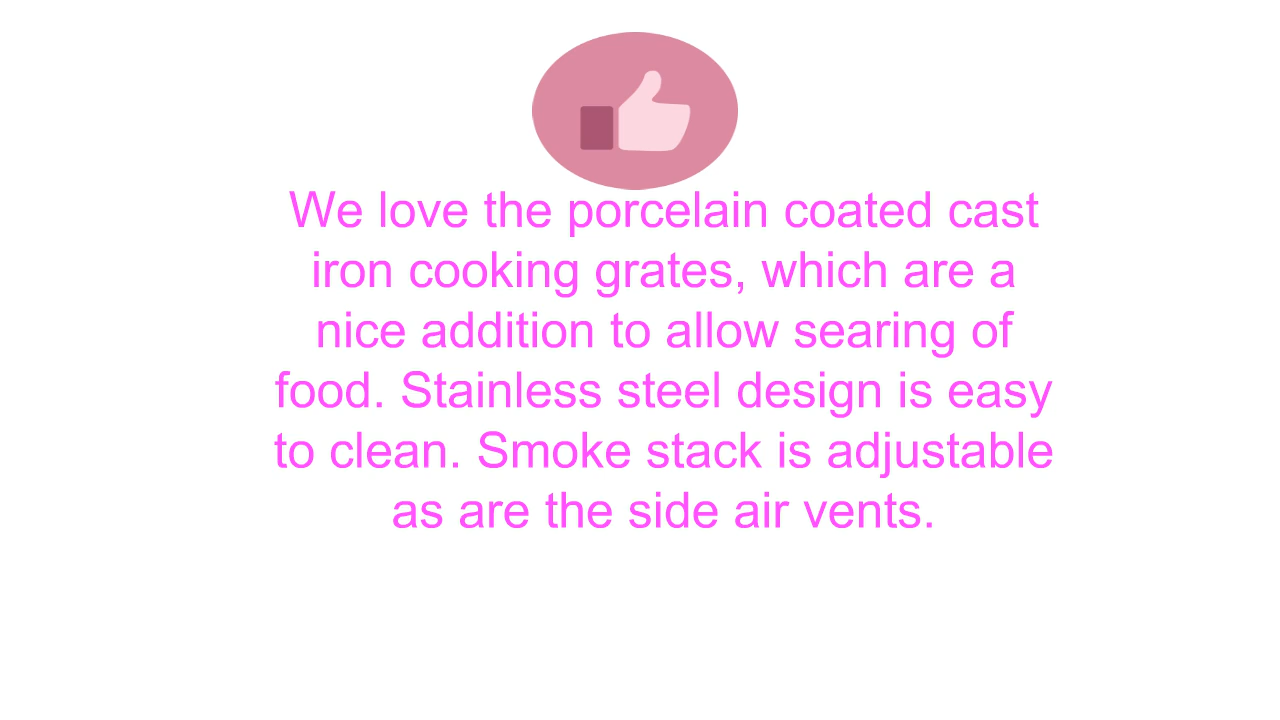 We love the porcelain coated cast
iron cooking grates, which are a
nice addition to allow searing of
food. Stainless steel design is easy
to clean. Smoke stack is adjustable
as are the side air vents.